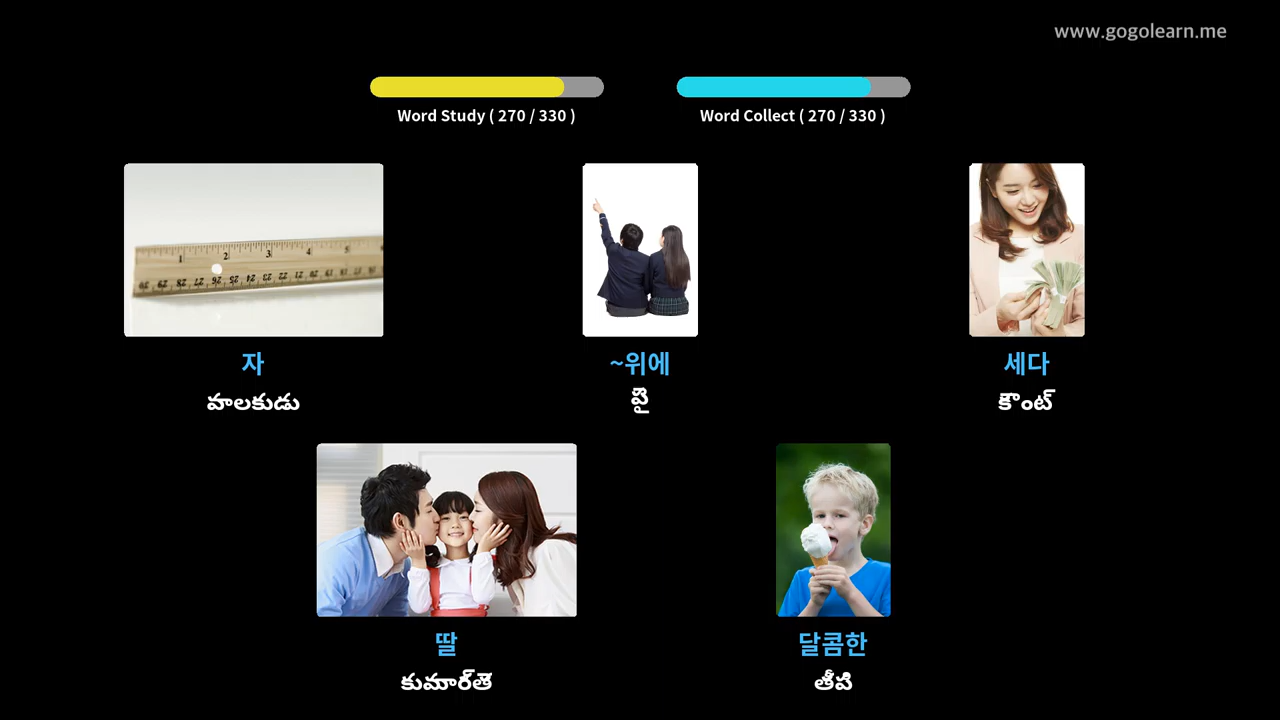 www.gogolearn.me
Word Study ( 270 / 330 )
Word Collect ( 270 / 330 )
자
పాలకుడు
~위에
పై
세다
కౌంట్
딸
కుమార్తె
달콤한
తీపి